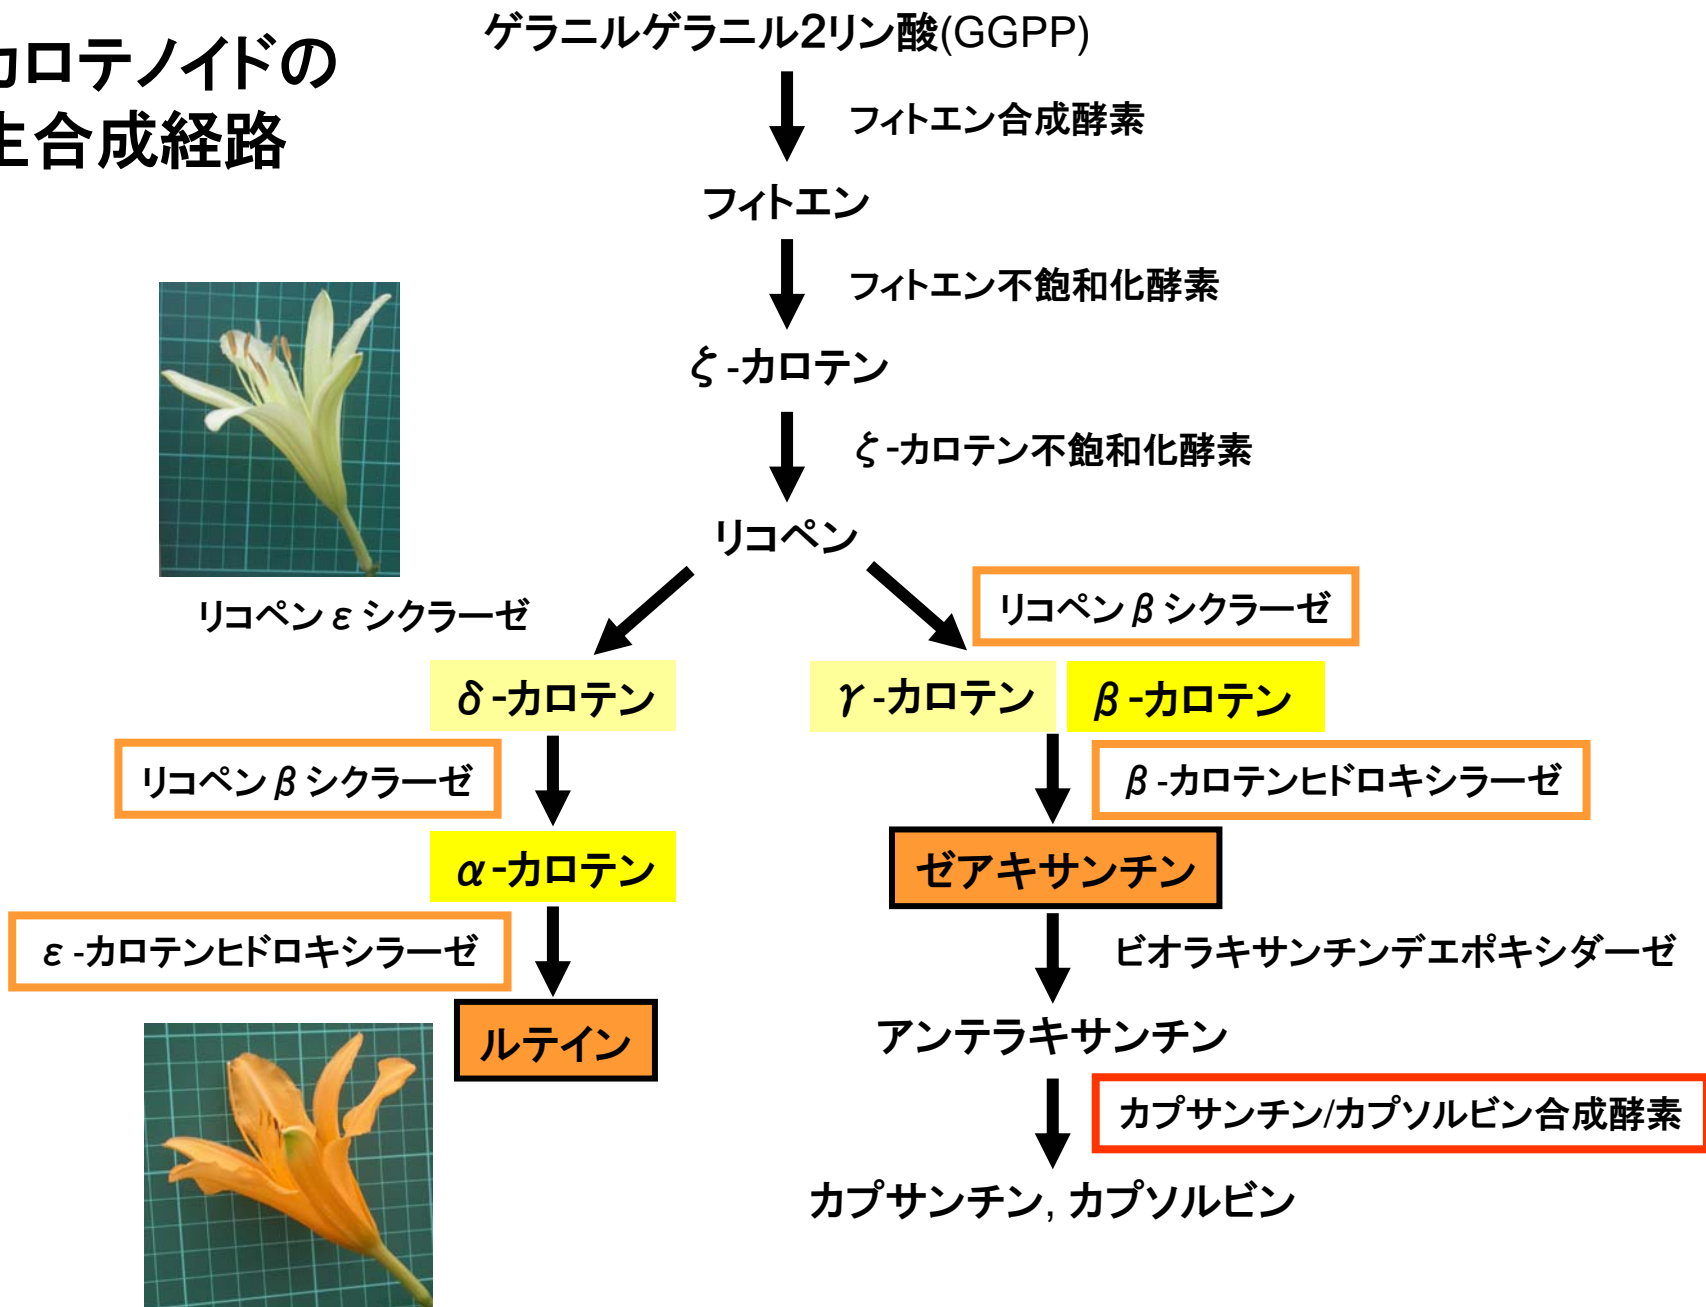 カロテノイドの
生合成経路
ゲラニルゲラニル2リン酸(GGPP)
フィトエン合成酵素
フィトエン
フィトエン不飽和化酵素
ζ-カロテン
ζ-カロテン不飽和化酵素
リコペン
リコペンεシクラーゼ
リコペンβシクラーゼ
δ-カロテン
γ-カロテン
β-カロテン
リコペンβシクラーゼ
β-カロテンヒドロキシラーゼ
α-カロテン
ゼアキサンチン
ε-カロテンヒドロキシラーゼ
ビオラキサンチンデエポキシダーゼ
ルテイン
アンテラキサンチン
カプサンチン/カプソルビン合成酵素
カプサンチン, カプソルビン